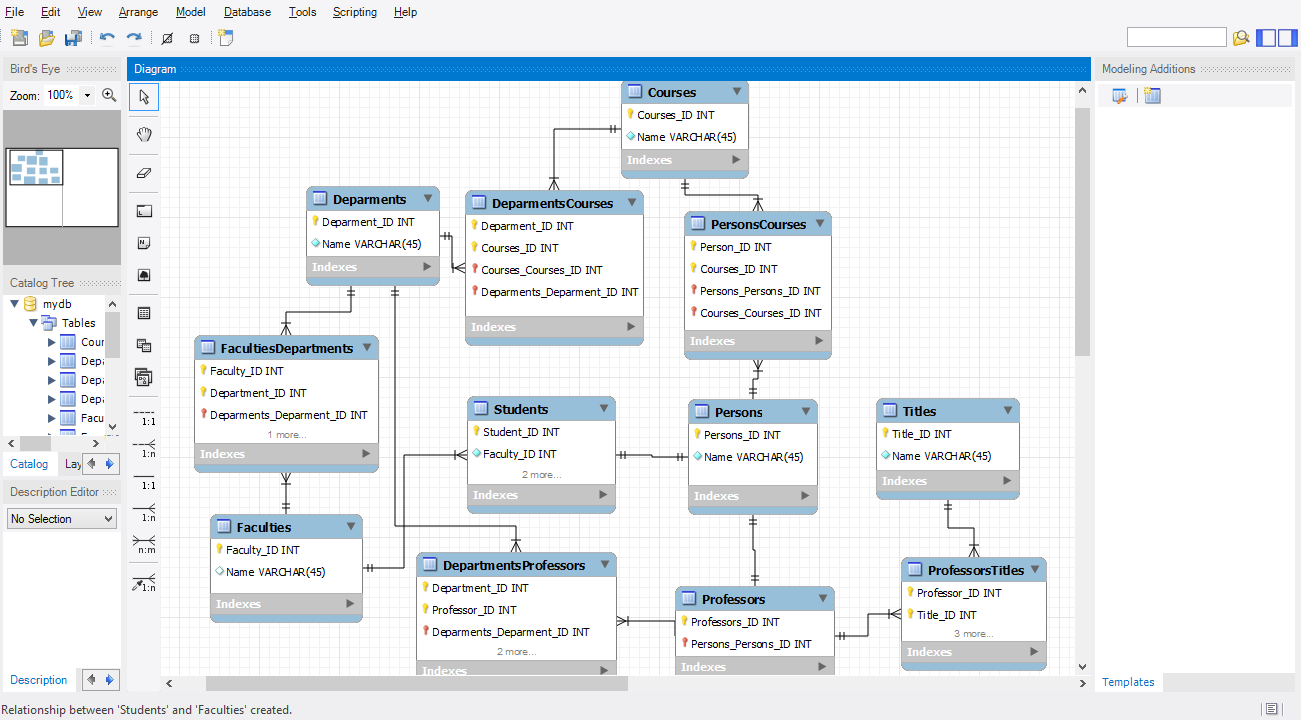 File Edit View Arrange Model Database Tools Scripting Help
Bird's Eye
Zoom: 100%
Catalog Tree
mydb
Tables
Cour
Depa
Depa
Depa
Facu
Catalog Lay
Description Editor
No Selection
Description
Diagram
1:1
1:n
1:1
1:n
n:m
1:n
Courses
Courses_ID INT
Name VARCHAR(45)
Indexes
Deparments
Deparment_ID INT
Name VARCHAR(45)
Indexes
DeparmentsCourses
Deparment_ID INT
Courses_ID INT
Courses_Courses_ID INT
Deparments_Deparment_ID INT
Indexes
PersonsCourses
Person_ID INT
Courses_ID INT
Persons_Persons_ID INT
Courses_Courses_ID INT
Indexes
FacultiesDepartments
Faculty_ID INT
Department_ID INT
Deparments_Deparment_ID INT
1 more...
Indexes
Students
Student_ID INT
Faculty_ID INT
2 more...
Indexes
Persons
Persons_ID INT
Name VARCHAR(45)
Indexes
Titles
Title_ID INT
Name VARCHAR(45)
Indexes
Faculties
Faculty_ID INT
Name VARCHAR(45)
Indexes
DepartmentsProfessors
Department_ID INT
Professor_ID INT
Deparments_Deparment_ID INT
2 more...
Indexes
Professors
Professors_ID INT
Persons_Persons_ID INT
Indexes
ProfessorsTitles
Professor_ID INT
Title_ID INT
3 more...
Indexes
Modeling Additions
Templates
Relationship between 'Students' and 'Faculties' created.